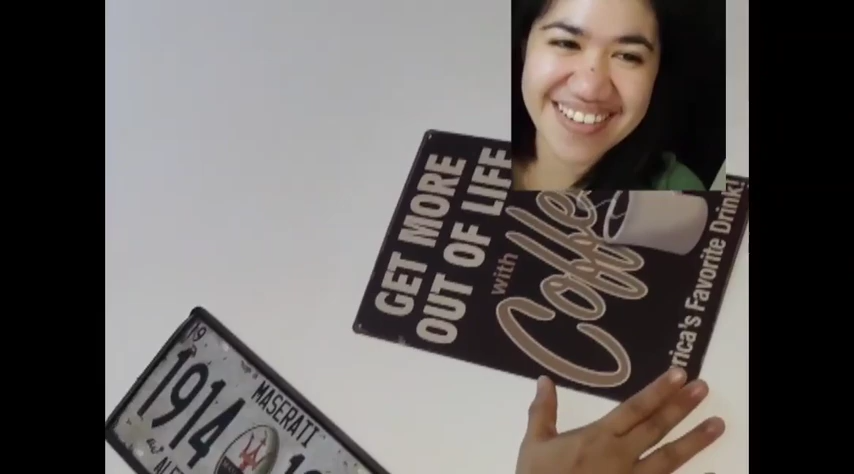 GET MORE
OUT OF LIFE
with
Coffee
rica's Favorite Drink!
19
1914
MASERATI